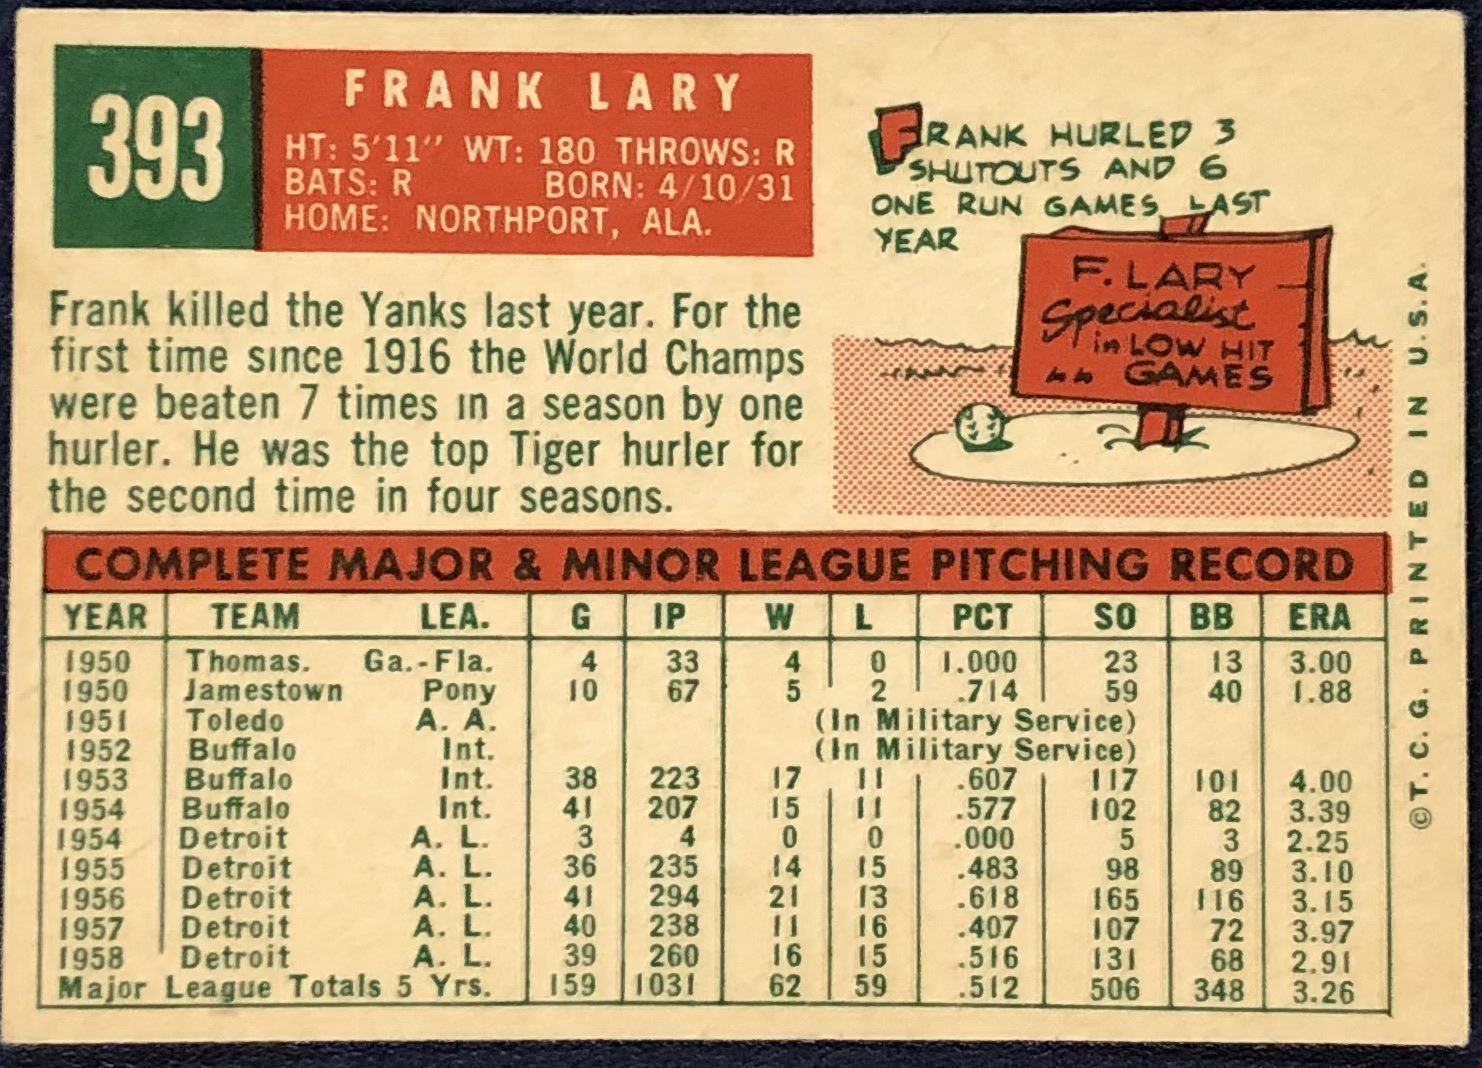 393
FRANK LARY
HT: 5'11" WT: 180 THROWS: R
BATS: R BORN: 4/10/31
HOME: NORTHPORT, ALA.
FRANK HURLED 3
SHUTOUTS AND 6
ONE RUN GAMES LAST
YEAR
F. LARY
Specialist
in LOW HIT
" " GAMES
Frank killed the Yanks last year. For the
first time since 1916 the World Champs
were beaten 7 times in a season by one
hurler. He was the top Tiger hurler for
the second time in four seasons.
COMPLETE MAJOR & MINOR LEAGUE PITCHING RECORD
YEAR TEAM LEA. G IP W L PCT SO BB ERA
1950 Thomas. Ga.-Fla. 4 33 4 0 1.000 23 13 3.00
1950 Jamestown Pony 10 67 5 2 .714 59 40 1.88
1951 Toledo A. A. (In Military Service)
1952 Buffalo Int. (In Military Service)
1953 Buffalo Int. 38 223 17 11 .607 117 101 4.00
1954 Buffalo Int. 41 207 15 11 .577 102 82 3.39
1954 Detroit A. L. 3 4 0 0 .000 5 3 2.25
1955 Detroit A. L. 36 235 14 15 .483 98 89 3.10
1956 Detroit A. L. 41 294 21 13 .618 165 116 3.15
1957 Detroit A. L. 40 238 11 16 .407 107 72 3.97
1958 Detroit A. L. 39 260 16 15 .516 131 68 2.91
Major League Totals 5 Yrs. 159 1031 62 59 .512 506 348 3.26
©T.C.G. PRINTED IN U.S.A.